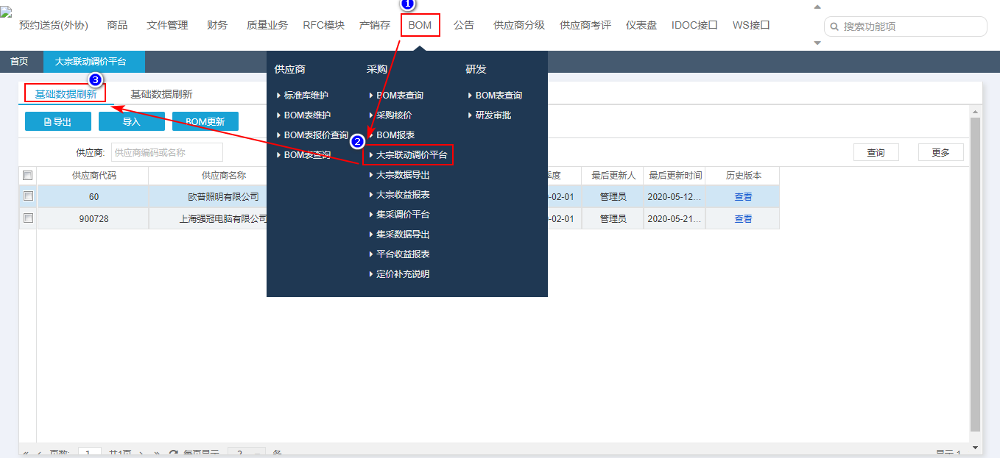 1
预约送货(外协) 商品 文件管理 财务 质量业务 RFC模块 产销存 BOM 公告 供应商分级 供应商考评 仪表盘 IDOC接口 WS接口 搜索功能项
首页 大宗联动调价平台
供应商 采购 研发
3
基础数据刷新 基础数据刷新
标准库维护 BOM表查询 BOM表查询
BOM表维护 采购核价 研发审批
导出 导入 BOM更新
BOM表报价查询 BOM报表
2
供应商: 供应商编码或名称 BOM表查询 大宗联动调价平台 查询 更多
供应商代码 供应商名称 大宗数据导出 季度 最后更新人 最后更新时间 历史版本
60 欧普照明有限公司 大宗收益报表 -02-01 管理员 2020-05-12... 查看
900728 上海强冠电脑有限公司 集采调价平台 -02-01 管理员 2020-05-21... 查看
集采数据导出
平台收益报表
定价补充说明
« ‹ 页数: 1 共1页 › » 每页显示 2 条 显示 1